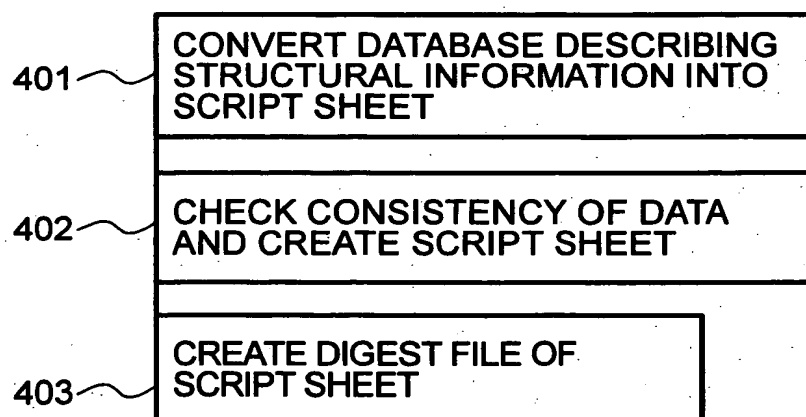 CONVERT DATABASE DESCRIBING
401 STRUCTURAL INFORMATION INTO
SCRIPT SHEET
402 CHECK CONSISTENCY OF DATA
AND CREATE SCRIPT SHEET
CREATE DIGEST FILE OF
403 SCRIPT SHEET